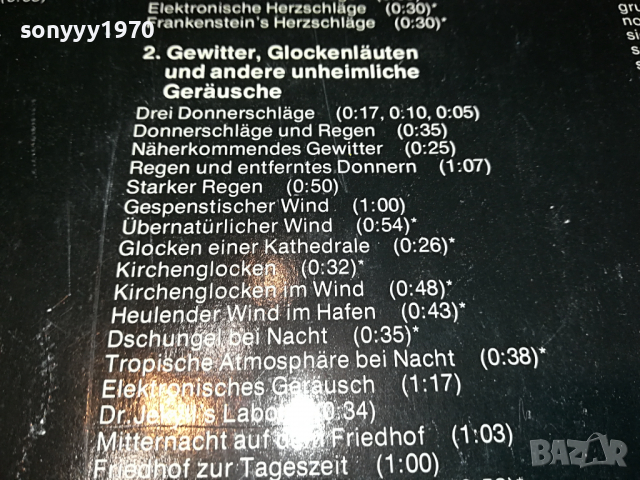 sonyyy1970
Elektronische Herzschläge (0:30)*
Frankenstein's Herzschläge (0:30)*
2. Gewitter, Glockenläuten
und andere unheimliche
Geräusche
Drei Donnerschläge (0:17, 0.10, 0:05)
Donnerschläge und Regen (0:35)
Näherkommendes Gewitter (0:25)
Regen und entferntes Donnern (1:07)
Starker Regen (0:50)
Gespenstischer Wind (1:00)
Übernatürlicher Wind (0:54)*
Glocken einer Kathedrale (0:26)*
Kirchenglocken (0:32)*
Kirchenglocken im Wind (0:48)*
Heulender Wind im Hafen (0:43)*
Dschungel bei Nacht (0:35)*
Tropische Atmosphäre bei Nacht (0:38)*
Elektronisches Geräusch (1:17)
Dr. Labor (0:34)
Mitternacht auf dem Friedhof (1:03)
Friedhof zur Tageszeit (1:00)
BAZAR